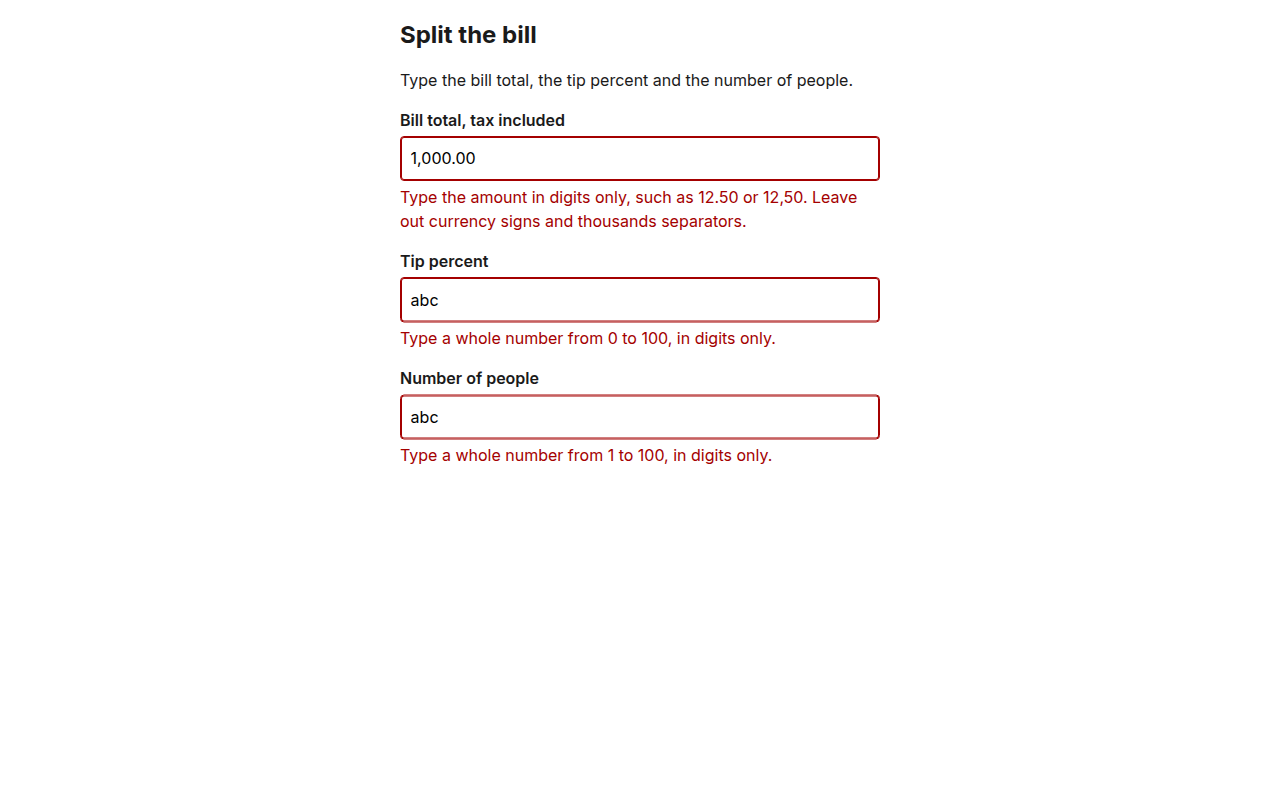 Split the bill
Type the bill total, the tip percent and the number of people.
Bill total, tax included
1,000.00
Type the amount in digits only, such as 12.50 or 12,50. Leave
out currency signs and thousands separators.
Tip percent
abc
Type a whole number from 0 to 100, in digits only.
Number of people
abc
Type a whole number from 1 to 100, in digits only.